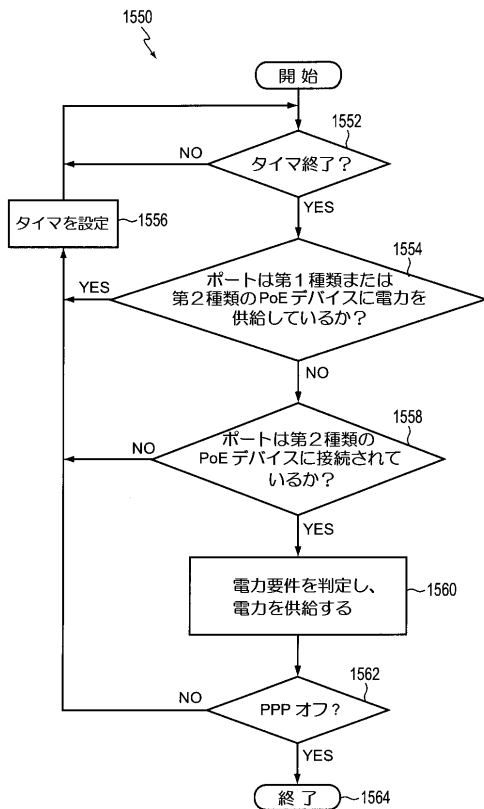 1550
開始
1552
NO
タイマ終了?
タイマを設定
1556
YES
1554
YES
ポートは第1種類または
第2種類のPoEデバイスに電力を
供給しているか?
NO
1558
NO
ポートは第2種類の
PoEデバイスに接続されて
いるか?
YES
電力要件を判定し、
電力を供給する
1560
1562
NO
PPPオフ?
YES
終了
1564